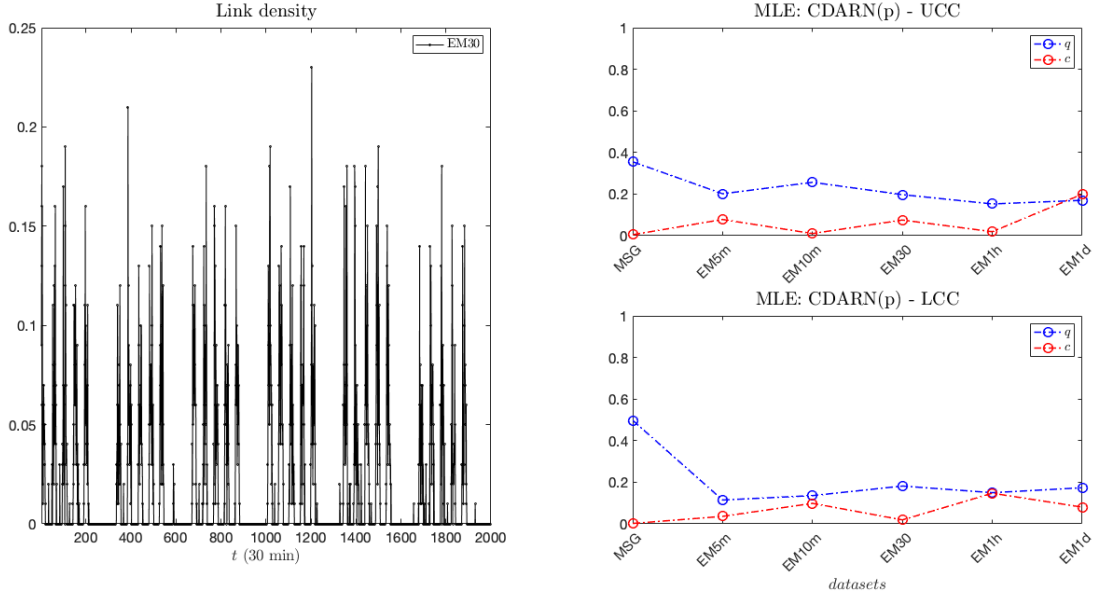 Link density
EM30
0.25
0.2
0.15
0.1
0.05
0
200 400 600 800 1000 1200 1400 1600 1800 2000
t (30 min)
MLE: CDARN(p) - UCC
q
c
1
0.8
0.6
0.4
0.2
0
MSG EM5m EM10m EM30 EM1h EM1d
MLE: CDARN(p) - LCC
q
c
1
0.8
0.6
0.4
0.2
0
MSG EM5m EM10m EM30 EM1h EM1d
datasets